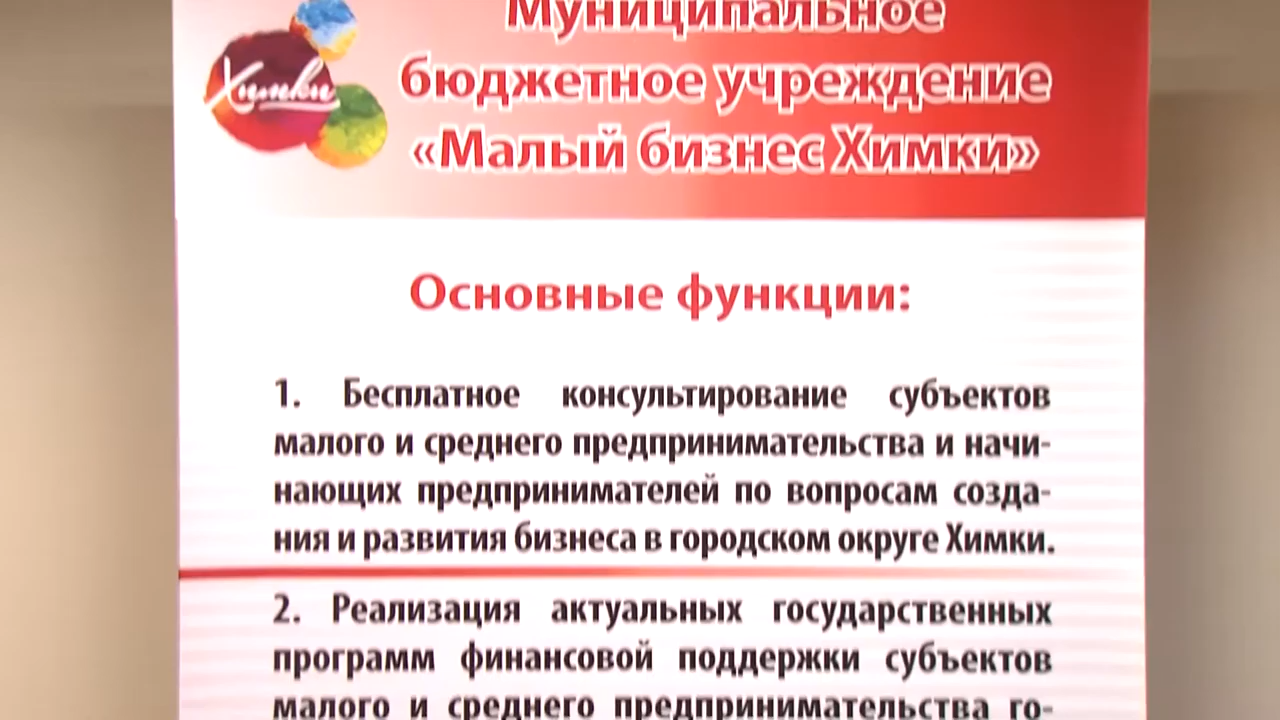 Муниципальное
Химки
бюджетное учреждение
«Малый бизнес Химки»
Основные функции:
1. Бесплатное консультирование субъектов
малого и среднего предпринимательства и начи-
нающих предпринимателей по вопросам созда-
ния и развития бизнеса в городском округе Химки.
2. Реализация актуальных государственных
программ финансовой поддержки субъектов
малого и среднего предпринимательства го-